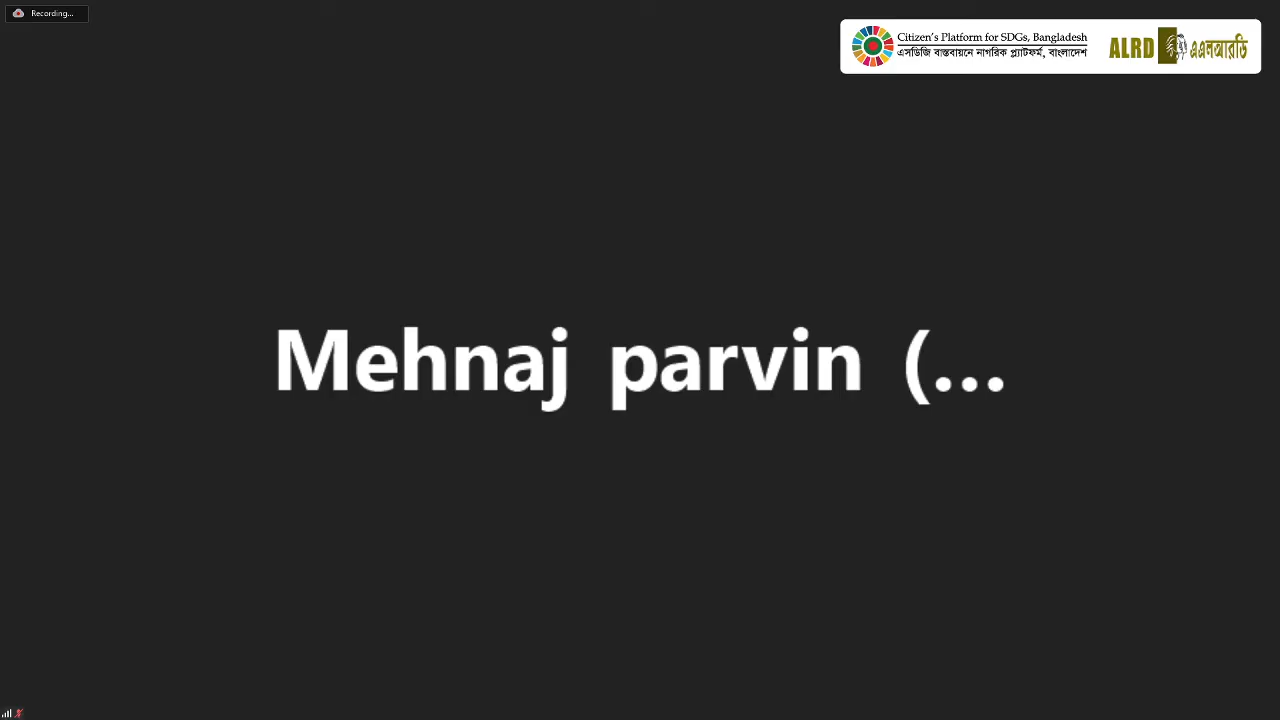 Recording...
Citizen's Platform for SDGs, Bangladesh
এসডিজি বাস্তবায়নে নাগরিক প্ল্যাটফর্ম, বাংলাদেশ
ALRD এএলআরডি
Mehnaj parvin (...